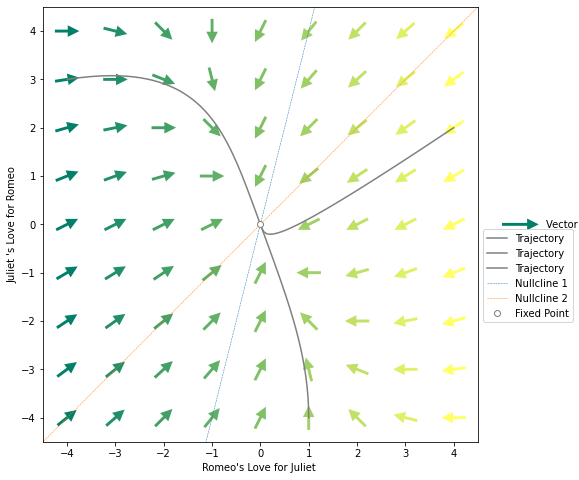 4
3
2
1
0
−1
−2
−3
−4
Juliet 's Love for Romeo
−4 −3 −2 −1 0 1 2 3 4
Romeo's Love for Juliet
Vector
Trajectory
Trajectory
Trajectory
Nullcline 1
Nullcline 2
Fixed Point